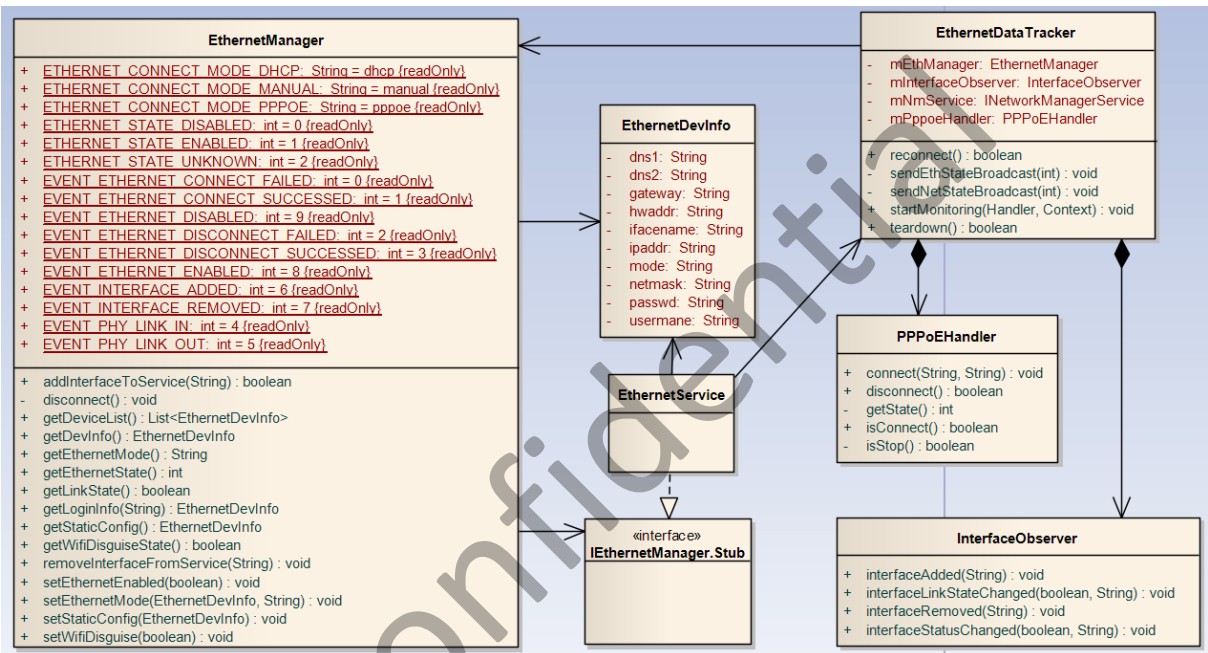 EthernetManager
+ ETHERNET_CONNECT_MODE_DHCP: String = dhcp {readOnly}
+ ETHERNET_CONNECT_MODE_MANUAL: String = manual {readOnly}
+ ETHERNET_CONNECT_MODE_PPPOE: String = pppoe {readOnly}
+ ETHERNET_STATE_DISABLED: int = 0 {readOnly}
+ ETHERNET_STATE_ENABLED: int = 1 {readOnly}
+ ETHERNET_STATE_UNKNOWN: int = 2 {readOnly}
+ EVENT_ETHERNET_CONNECT_FAILED: int = 0 {readOnly}
+ EVENT_ETHERNET_CONNECT_SUCCESSED: int = 1 {readOnly}
+ EVENT_ETHERNET_DISABLED: int = 9 {readOnly}
+ EVENT_ETHERNET_DISCONNECT_FAILED: int = 2 {readOnly}
+ EVENT_ETHERNET_DISCONNECT_SUCCESSED: int = 3 {readOnly}
+ EVENT_ETHERNET_ENABLED: int = 8 {readOnly}
+ EVENT_INTERFACE_ADDED: int = 6 {readOnly}
+ EVENT_INTERFACE_REMOVED: int = 7 {readOnly}
+ EVENT_PHY_LINK_IN: int = 4 {readOnly}
+ EVENT_PHY_LINK_OUT: int = 5 {readOnly}
+ addInterfaceToService(String) : boolean
- disconnect() : void
+ getDeviceList() : List<EthernetDevInfo>
+ getDevInfo() : EthernetDevInfo
+ getEthernetMode() : String
+ getEthernetState() : int
+ getLinkState() : boolean
+ getLoginInfo(String) : EthernetDevInfo
+ getStaticConfig() : EthernetDevInfo
+ getWifiDisguiseState() : boolean
+ removeInterfaceFromService(String) : void
+ setEthernetEnabled(boolean) : void
+ setEthernetMode(EthernetDevInfo, String) : void
+ setStaticConfig(EthernetDevInfo) : void
+ setWifiDisguise(boolean) : void
EthernetDevInfo
- dns1: String
- dns2: String
- gateway: String
- hwaddr: String
- ifacename: String
- ipaddr: String
- mode: String
- netmask: String
- passwd: String
- usermane: String
EthernetService
«interface»
IEthernetManager.Stub
EthernetDataTracker
- mEthManager: EthernetManager
- mInterfaceObserver: InterfaceObserver
- mNmService: INetworkManagerService
- mPppoeHandler: PPPoEHandler
+ reconnect() : boolean
- sendEthStateBroadcast(int) : void
- sendNetStateBroadcast(int) : void
+ startMonitoring(Handler, Context) : void
+ teardown() : boolean
PPPoEHandler
+ connect(String, String) : void
+ disconnect() : boolean
- getState() : int
+ isConnect() : boolean
- isStop() : boolean
InterfaceObserver
+ interfaceAdded(String) : void
+ interfaceLinkStateChanged(boolean, String) : void
+ interfaceRemoved(String) : void
+ interfaceStatusChanged(boolean, String) : void
onfidential